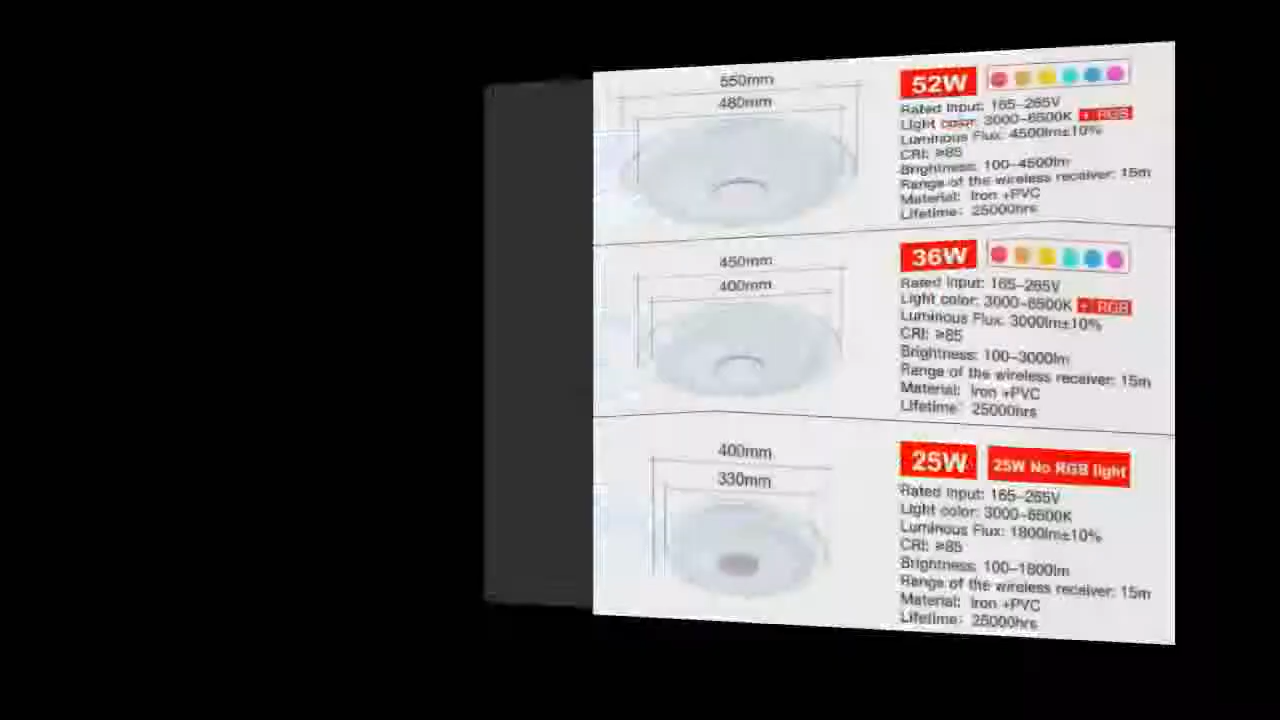 550mm
480mm
52W
Rated Input: 165-265V
Light color: 3000-6500K + RGB
Luminous Flux: 4500lm±10%
CRI: ≥85
Brightness: 100-4500lm
Range of the wireless receiver: 15m
Material: Iron +PVC
Lifetime: 25000hrs
450mm
400mm
36W
Rated Input: 165-265V
Light color: 3000-6500K + RGB
Luminous Flux: 3000lm±10%
CRI: ≥85
Brightness: 100-3000lm
Range of the wireless receiver: 15m
Material: Iron +PVC
Lifetime: 25000hrs
400mm
330mm
25W 25W No RGB light
Rated Input: 165-265V
Light color: 3000-6500K
Luminous Flux: 1800lm±10%
CRI: ≥85
Brightness: 100-1800lm
Range of the wireless receiver: 15m
Material: Iron +PVC
Lifetime: 25000hrs